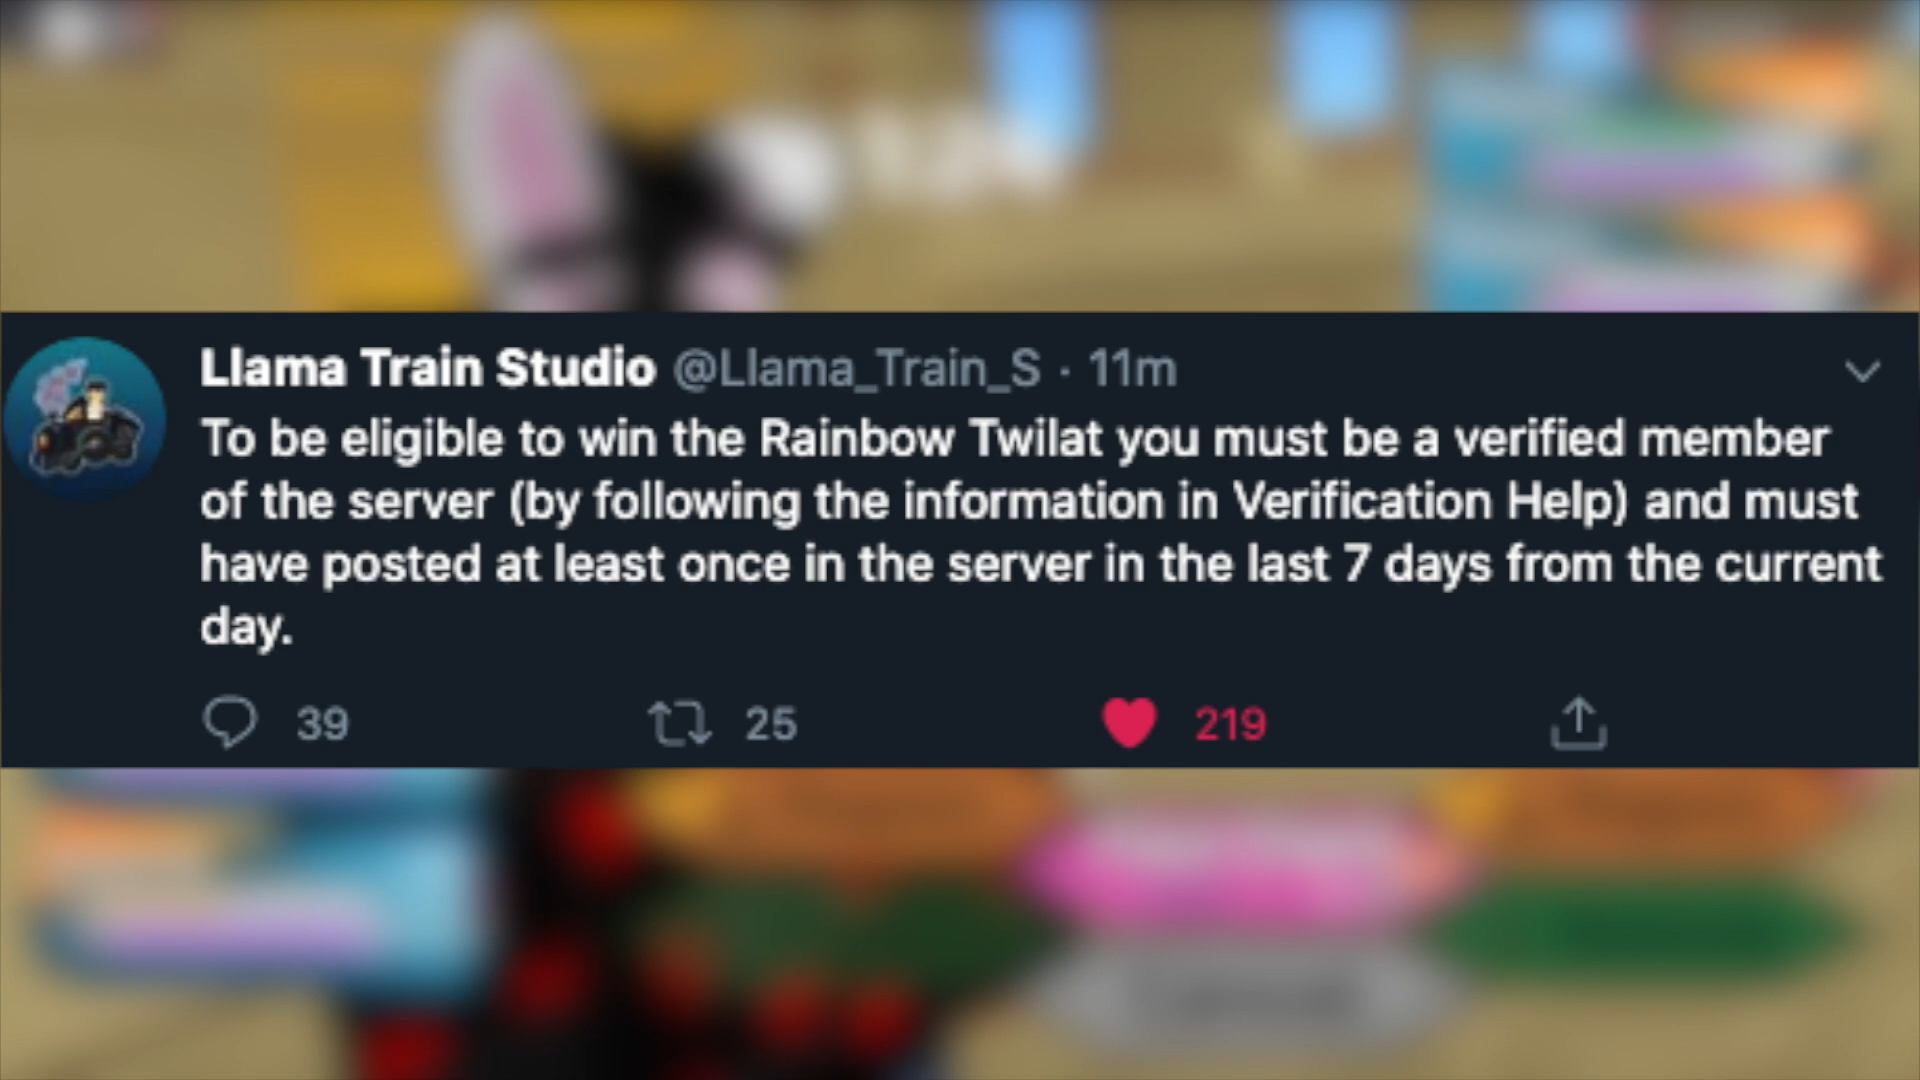 Llama Train Studio @Llama_Train_S · 11m
To be eligible to win the Rainbow Twilat you must be a verified member
of the server (by following the information in Verification Help) and must
have posted at least once in the server in the last 7 days from the current
day.
39 25 219